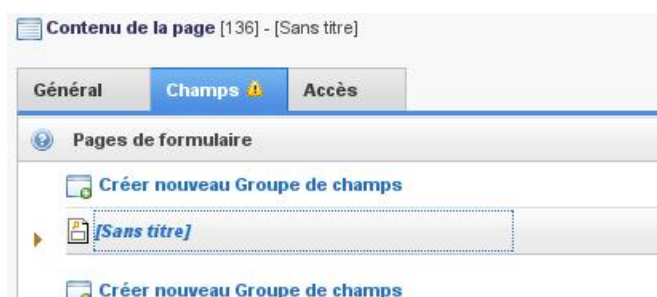 Contenu de la page [136] - [Sans titre]
Général Champs Accès
Pages de formulaire
Créer nouveau Groupe de champs
[Sans titre]
Créer nouveau Groupe de champs